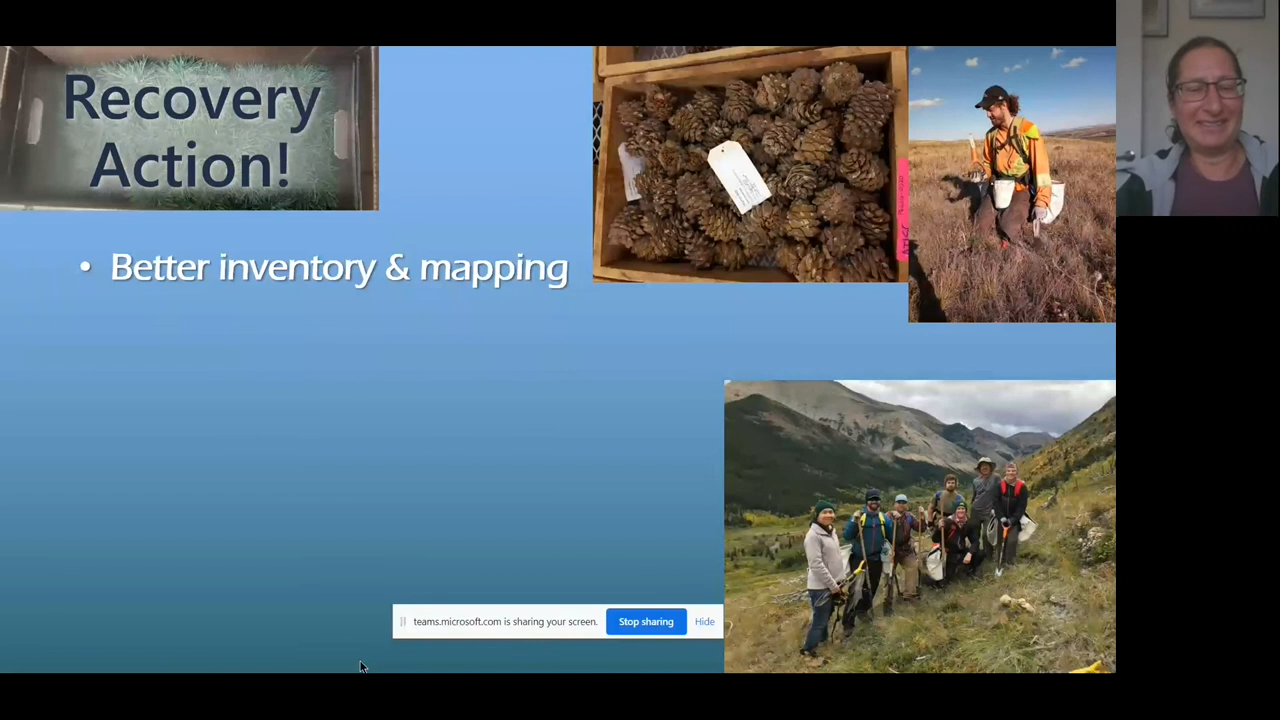 Recovery
Action!
• Better inventory & mapping
teams.microsoft.com is sharing your screen.
Stop sharing
Hide